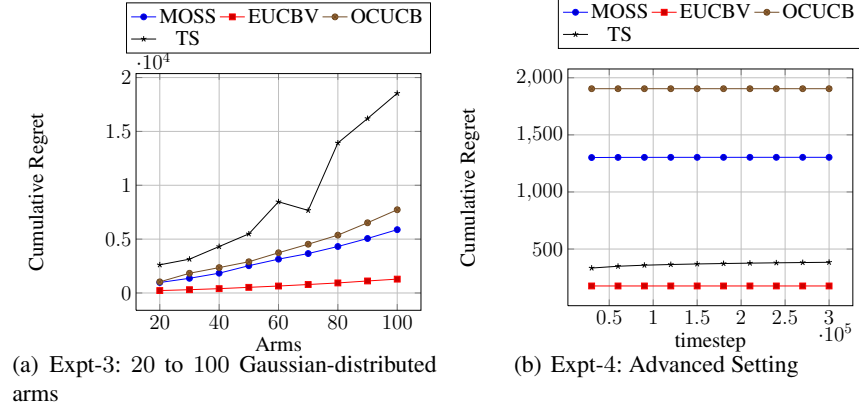 MOSS EUCBV OCUCB
TS
·10^4
2
1.5
1
0.5
0
Cumulative Regret
20 40 60 80 100
Arms
(a) Expt-3: 20 to 100 Gaussian-distributed
arms
MOSS EUCBV OCUCB
TS
2,000
1,500
1,000
500
Cumulative Regret
0.5 1 1.5 2 2.5 3
·10^5
timestep
(b) Expt-4: Advanced Setting